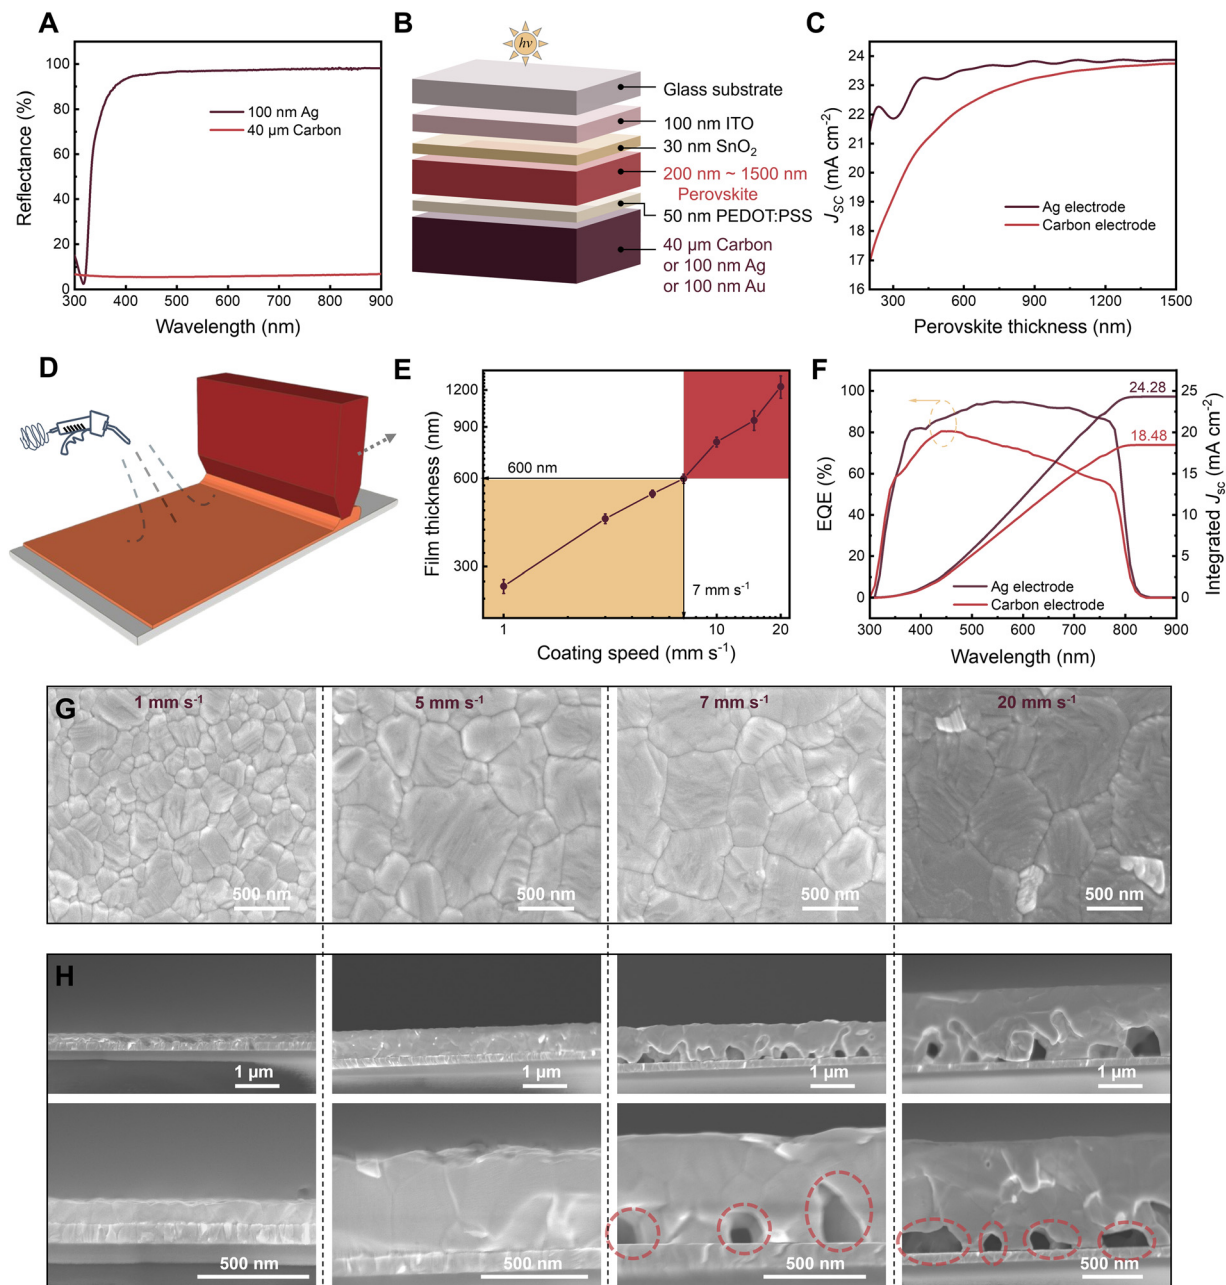 A
100
80
60
40
20
0
300
400
500
600
700
800
900
Reflectance (%)
Wavelength (nm)
100 nm Ag
40 µm Carbon
B
hν
Glass substrate
100 nm ITO
30 nm SnO₂
200 nm ~ 1500 nm
Perovskite
50 nm PEDOT:PSS
40 µm Carbon
or 100 nm Ag
or 100 nm Au
C
24
23
22
21
20
19
18
17
16
300
600
900
1200
1500
J_SC (mA cm⁻²)
Perovskite thickness (nm)
Ag electrode
Carbon electrode
D
E
1200
900
600
300
1
10
20
Film thickness (nm)
Coating speed (mm s⁻¹)
600 nm
7 mm s⁻¹
F
100
80
60
40
20
0
25
20
15
10
5
0
300
400
500
600
700
800
900
EQE (%)
Integrated J_sc (mA cm⁻²)
Wavelength (nm)
24.28
18.48
Ag electrode
Carbon electrode
G
1 mm s⁻¹
5 mm s⁻¹
7 mm s⁻¹
20 mm s⁻¹
500 nm
500 nm
500 nm
500 nm
H
1 µm
1 µm
1 µm
1 µm
500 nm
500 nm
500 nm
500 nm